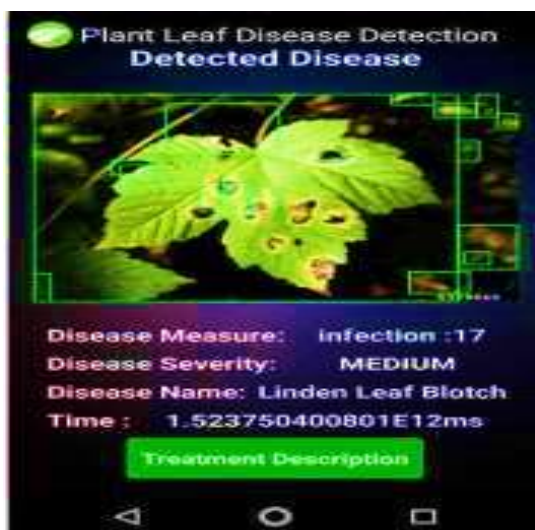 Plant Leaf Disease Detection
Detected Disease
Disease Measure: infection :17
Disease Severity: MEDIUM
Disease Name: Linden Leaf Blotch
Time : 1.523750400801E12ms
Treatment Description